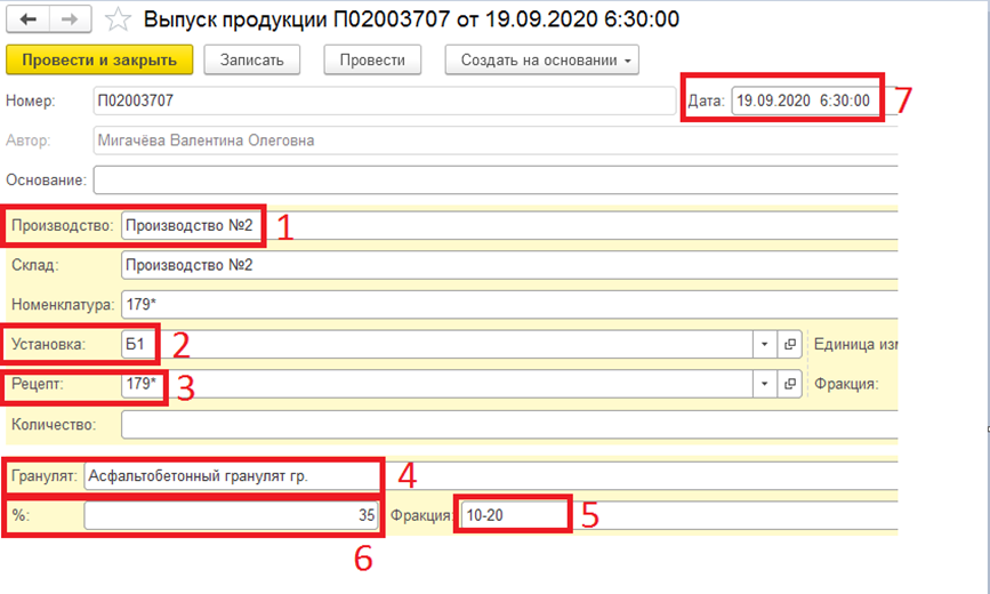 Выпуск продукции П02003707 от 19.09.2020 6:30:00
Провести и закрыть Записать Провести Создать на основании
Номер: П02003707 Дата: 19.09.2020 6:30:00 7
Автор: Мигачёва Валентина Олеговна
Основание:
Производство: Производство №2 1
Склад: Производство №2
Номенклатура: 179*
Установка: Б1 2 Единица изм
Рецепт: 179* 3 Фракция:
Количество:
Гранулят: Асфальтобетонный гранулят гр. 4
%: 35 Фракция: 10-20 5
6